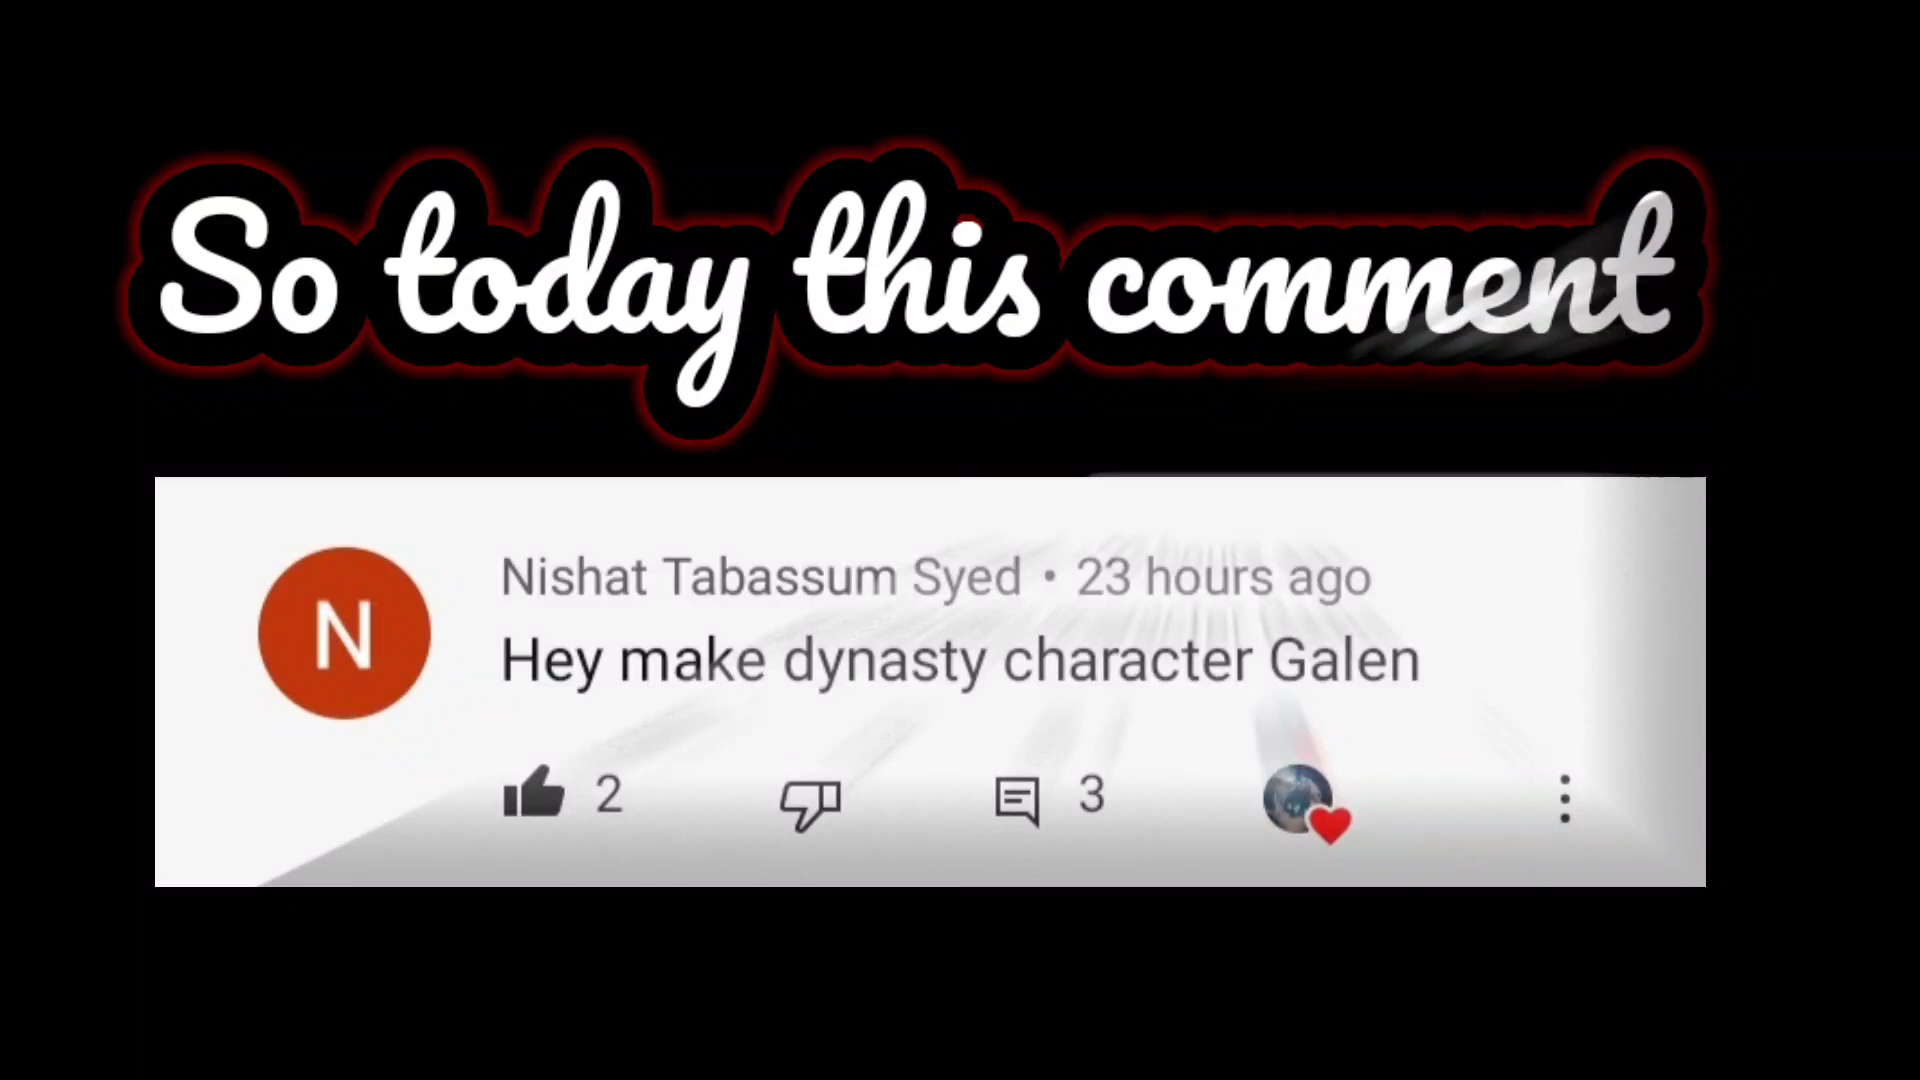 So today this comment
N
Nishat Tabassum Syed • 23 hours ago
Hey make dynasty character Galen
2
3